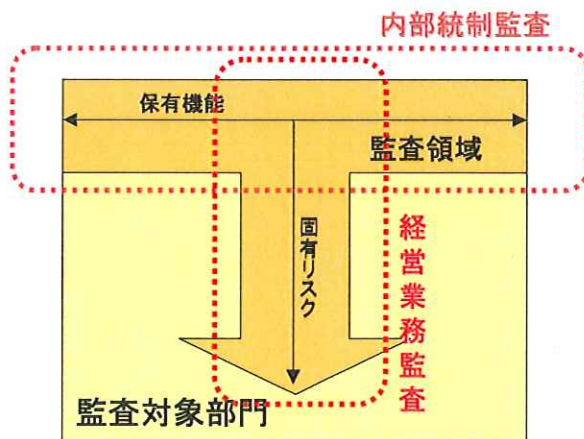 内部統制監査
保有機能
監査領域
固有リスク
経営業務監査
監査対象部門